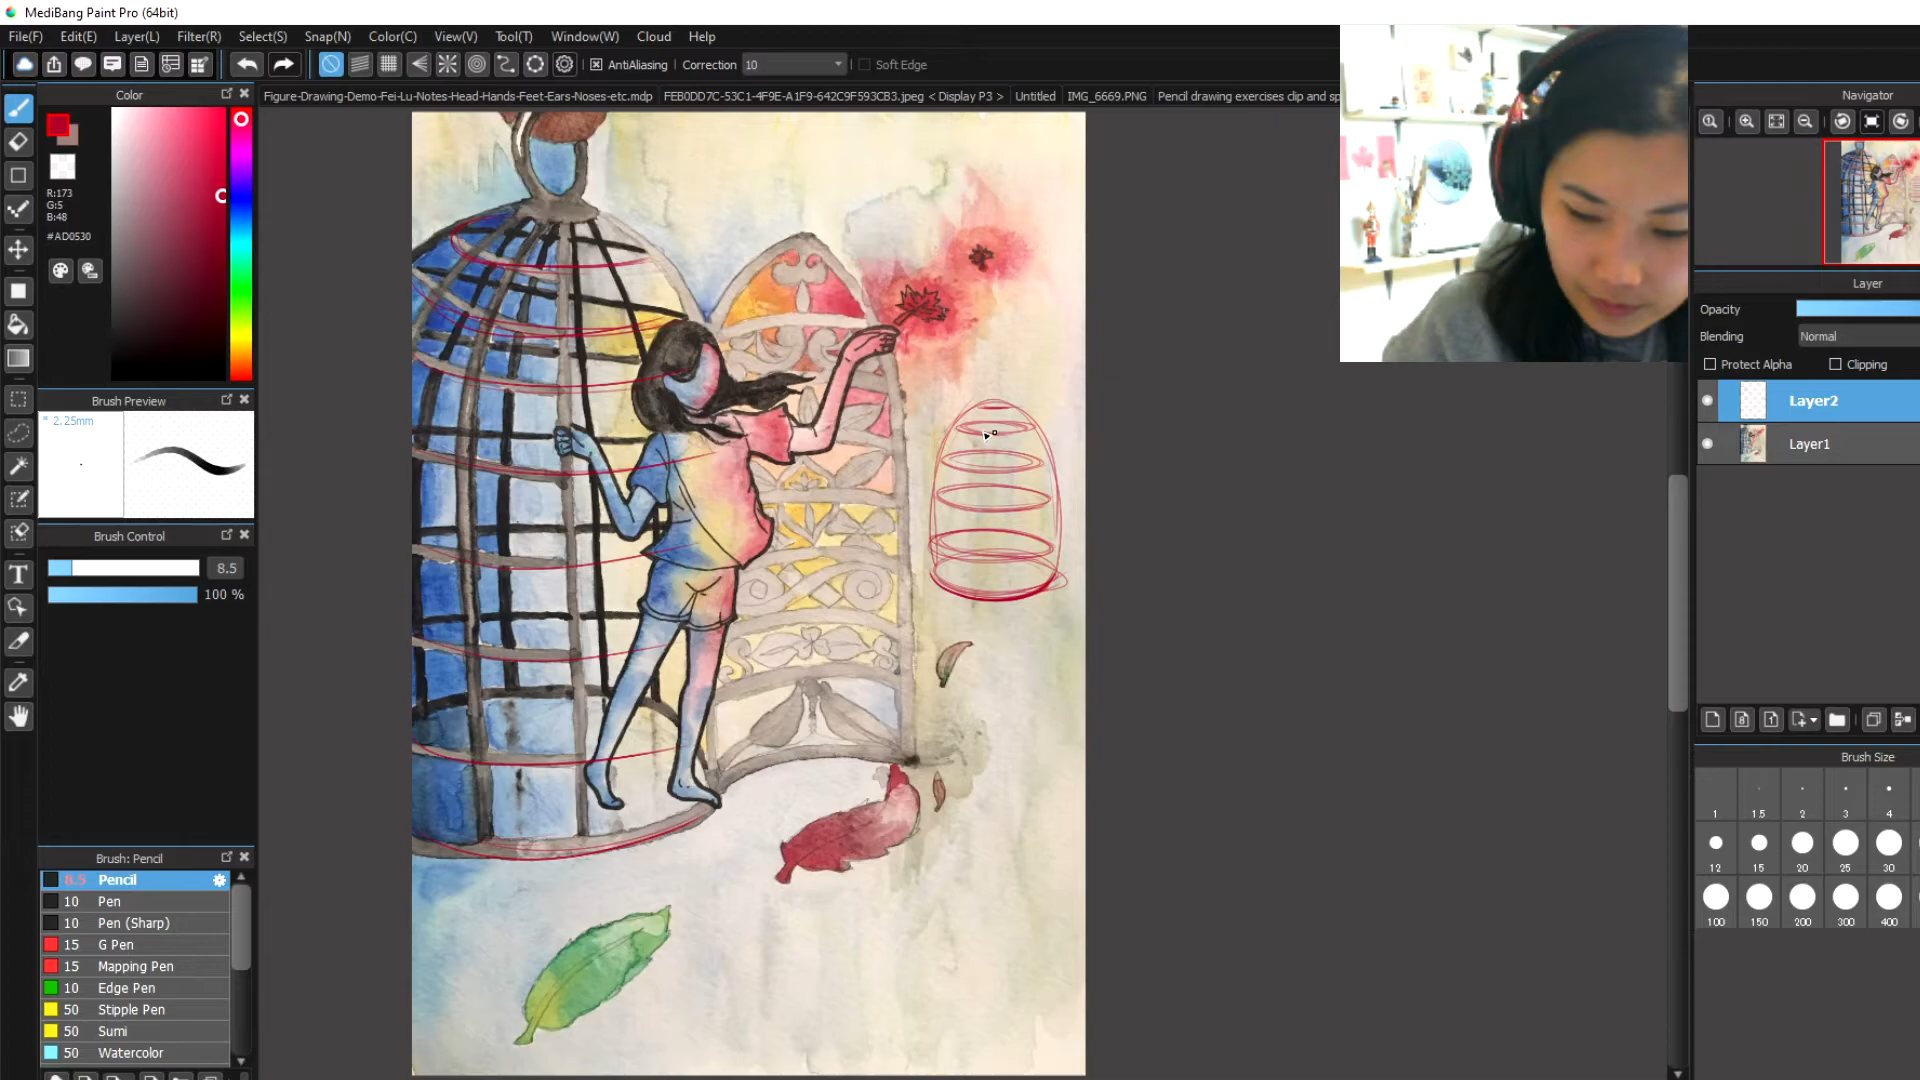 MediBang Paint Pro (64bit)
File(F) Edit(E) Layer(L) Filter(R) Select(S) Snap(N) Color(C) View(V) Tool(T) Window(W) Cloud Help
AntiAliasing Correction 10 Soft Edge
Color
Figure-Drawing-Demo-Fei-Lu-Notes-Head-Hands-Feet-Ears-Noses-etc.mdp FEB0DD7C-53C1-4F9E-A1F9-642C9F593CB3.jpeg < Display P3 > Untitled IMG_6669.PNG Pencil drawing exercises clip and sp
R:173
G:5
B:48
#AD0530
Brush Preview
* 2.25mm
Brush Control
8.5
100 %
Brush: Pencil
8.5 Pencil
10 Pen
10 Pen (Sharp)
15 G Pen
15 Mapping Pen
10 Edge Pen
50 Stipple Pen
50 Sumi
50 Watercolor
Navigator
Layer
Opacity
Blending Normal
Protect Alpha Clipping
Layer2
Layer1
Brush Size
1 1.5 2 3 4
12 15 20 25 30
100 150 200 300 400